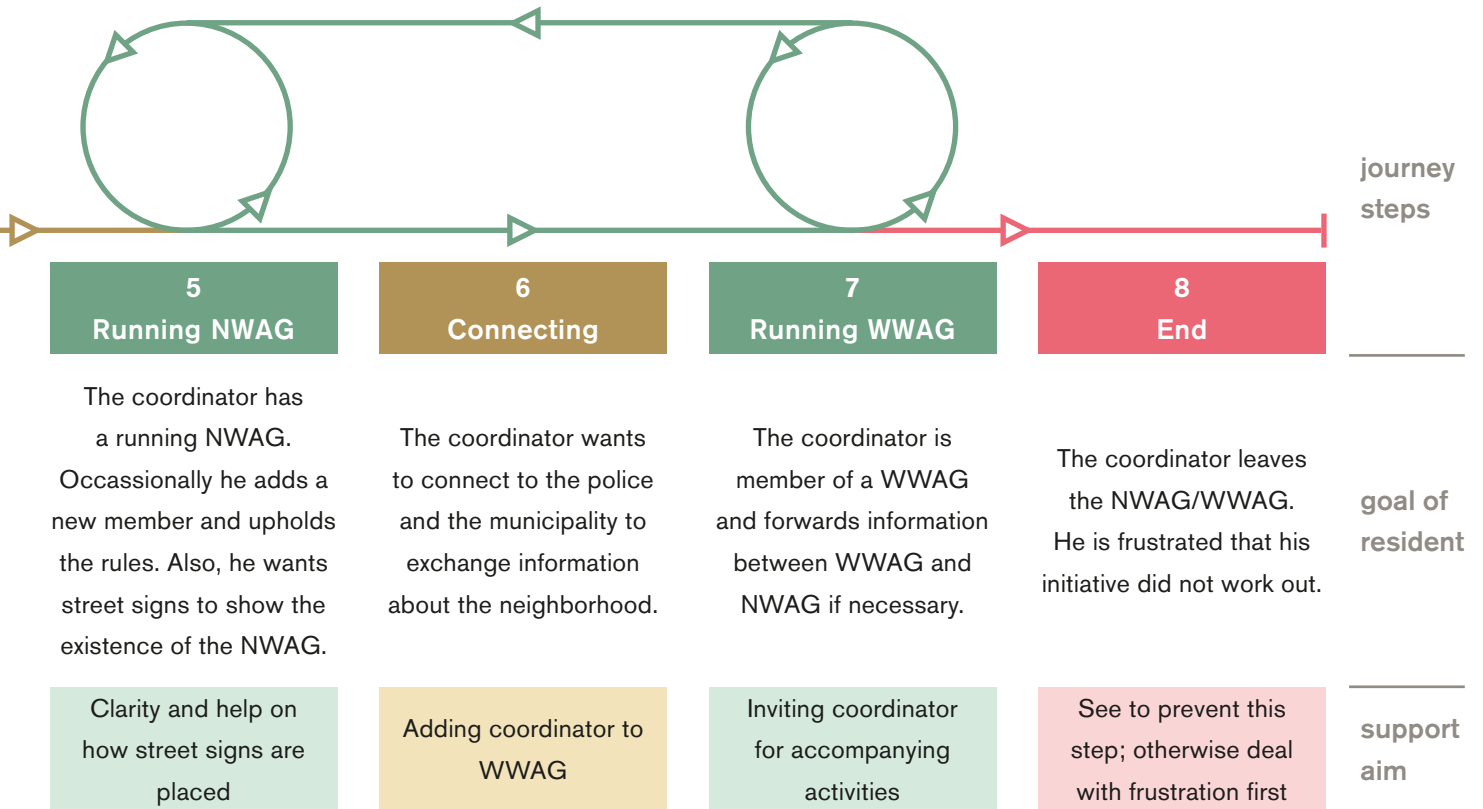 journey
steps
5
Running NWAG
6
Connecting
7
Running WWAG
8
End
The coordinator has
a running NWAG.
Occassionally he adds a
new member and upholds
the rules. Also, he wants
street signs to show the
existence of the NWAG.
The coordinator wants
to connect to the police
and the municipality to
exchange information
about the neighborhood.
The coordinator is
member of a WWAG
and forwards information
between WWAG and
NWAG if necessary.
The coordinator leaves
the NWAG/WWAG.
He is frustrated that his
initiative did not work out.
goal of
resident
Clarity and help on
how street signs are
placed
Adding coordinator to
WWAG
Inviting coordinator
for accompanying
activities
See to prevent this
step; otherwise deal
with frustration first
support
aim